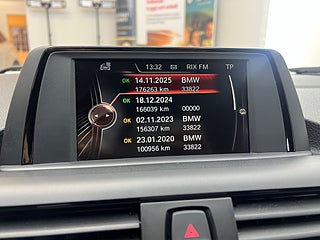 13:32 RIX FM TP
OK 14.11.2025 BMW
176263 km 33822
OK 18.12.2024
166039 km 00000
OK 02.11.2023 BMW
156307 km 33822
OK 23.01.2020 BMW
100956 km 33822